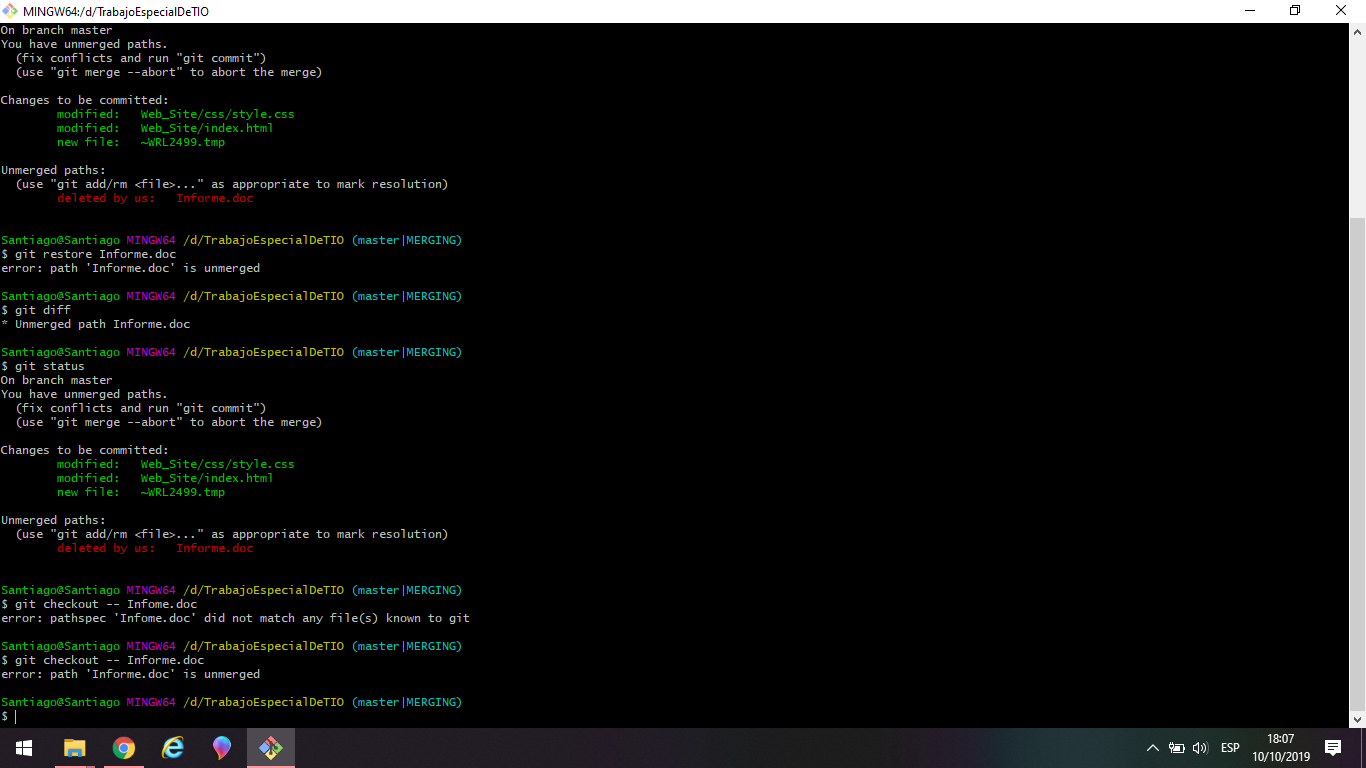 MINGW64:/d/TrabajoEspecialDeTIO
On branch master
You have unmerged paths.
  (fix conflicts and run "git commit")
  (use "git merge --abort" to abort the merge)

Changes to be committed:
        modified:   Web_Site/css/style.css
        modified:   Web_Site/index.html
        new file:   ~WRL2499.tmp

Unmerged paths:
  (use "git add/rm <file>..." as appropriate to mark resolution)
        deleted by us:   Informe.doc

Santiago@Santiago MINGW64 /d/TrabajoEspecialDeTIO (master|MERGING)
$ git restore Informe.doc
error: path 'Informe.doc' is unmerged

Santiago@Santiago MINGW64 /d/TrabajoEspecialDeTIO (master|MERGING)
$ git diff
* Unmerged path Informe.doc

Santiago@Santiago MINGW64 /d/TrabajoEspecialDeTIO (master|MERGING)
$ git status
On branch master
You have unmerged paths.
  (fix conflicts and run "git commit")
  (use "git merge --abort" to abort the merge)

Changes to be committed:
        modified:   Web_Site/css/style.css
        modified:   Web_Site/index.html
        new file:   ~WRL2499.tmp

Unmerged paths:
  (use "git add/rm <file>..." as appropriate to mark resolution)
        deleted by us:   Informe.doc

Santiago@Santiago MINGW64 /d/TrabajoEspecialDeTIO (master|MERGING)
$ git checkout -- Infome.doc
error: pathspec 'Infome.doc' did not match any file(s) known to git

Santiago@Santiago MINGW64 /d/TrabajoEspecialDeTIO (master|MERGING)
$ git checkout -- Informe.doc
error: path 'Informe.doc' is unmerged

Santiago@Santiago MINGW64 /d/TrabajoEspecialDeTIO (master|MERGING)
$
ESP
18:07
10/10/2019